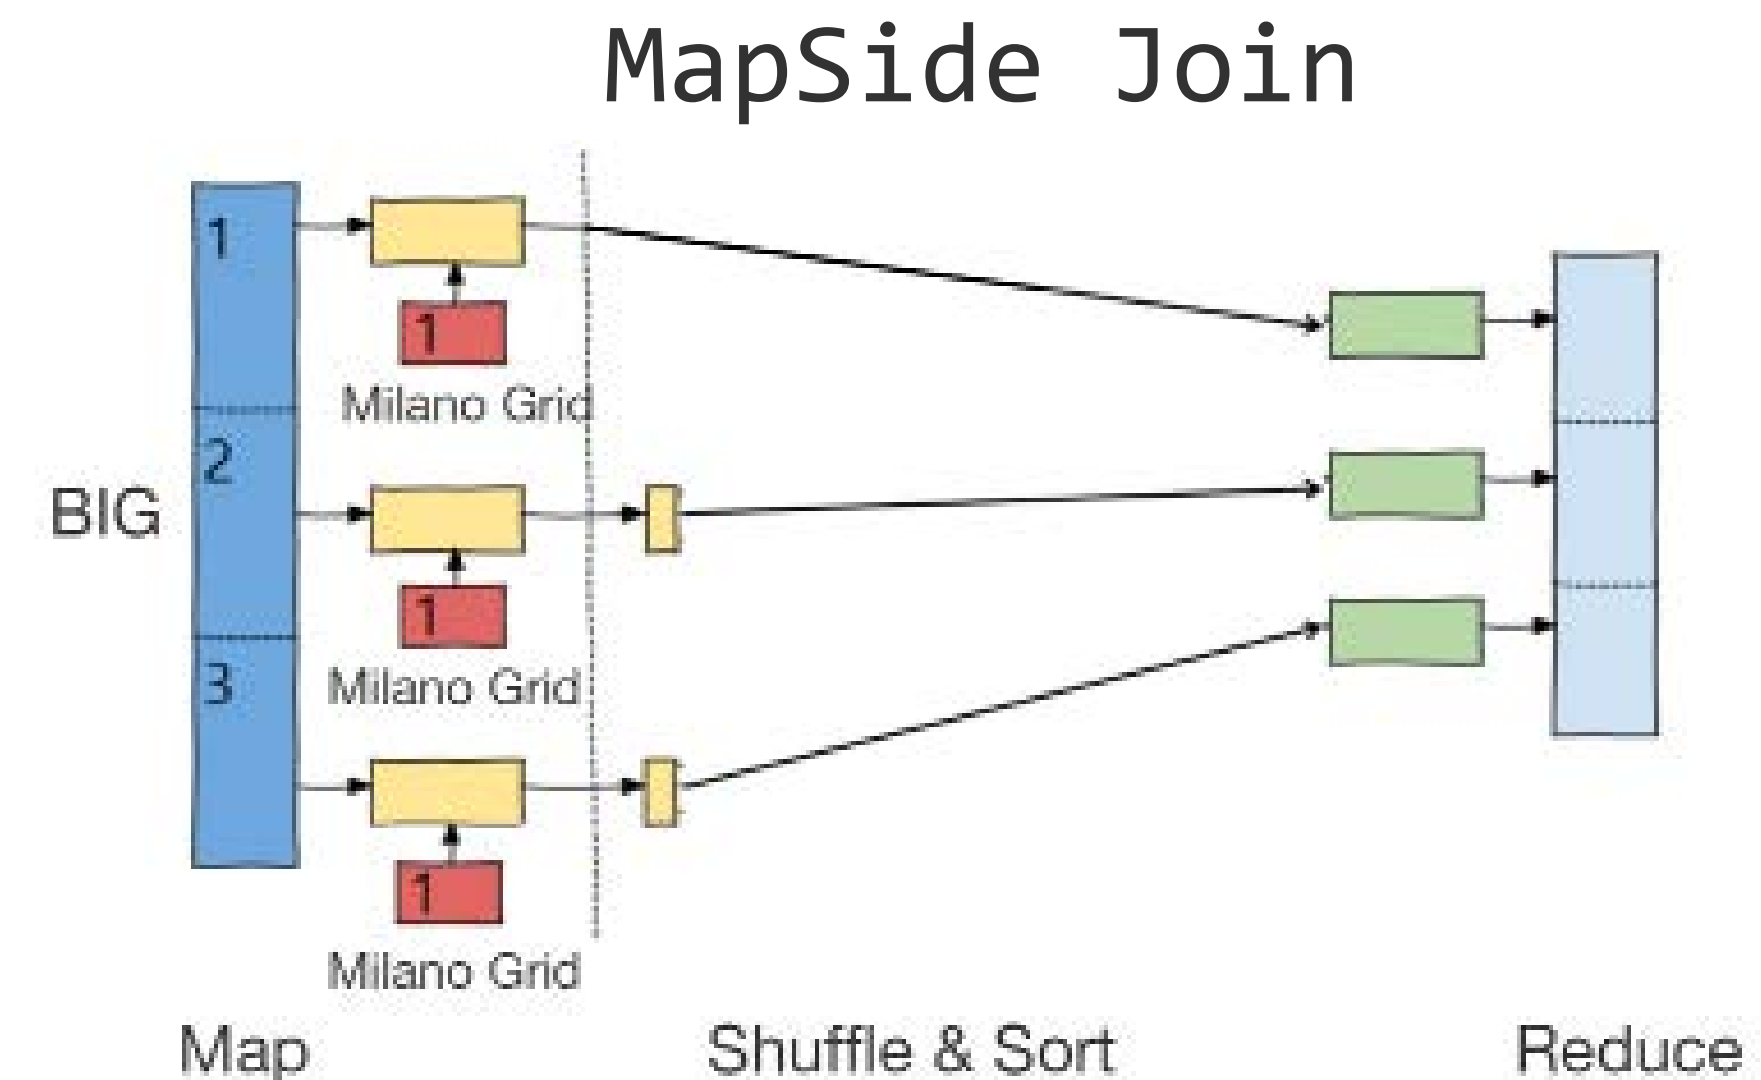 MapSide Join
1
1
Milano Grid
2
BIG
1
Milano Grid
3
1
Milano Grid
Map
Shuffle & Sort
Reduce